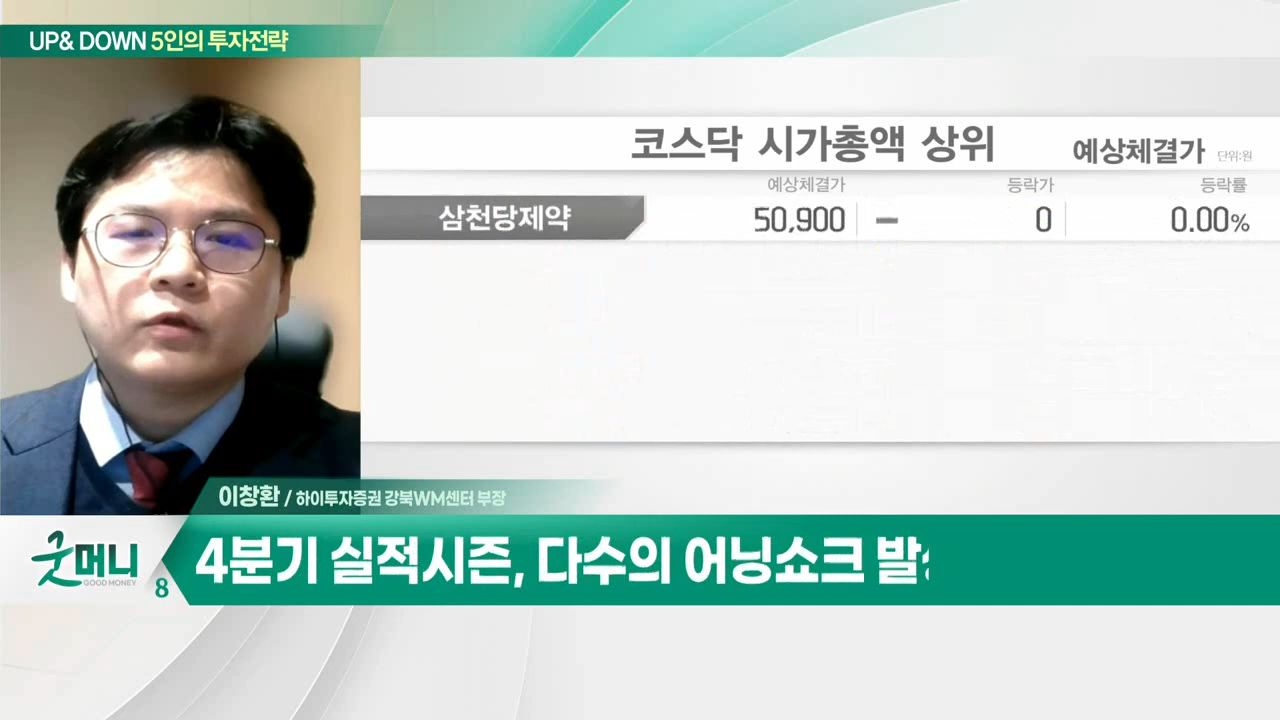 UP& DOWN 5인의 투자전략
코스닥 시가총액 상위 예상체결가 단위:원
예상체결가 등락가 등락률
삼천당제약 50,900 0 0.00%
이창환 / 하이투자증권 강북WM센터 부장
굿머니
GOOD MONEY
8
4분기 실적시즌, 다수의 어닝쇼크